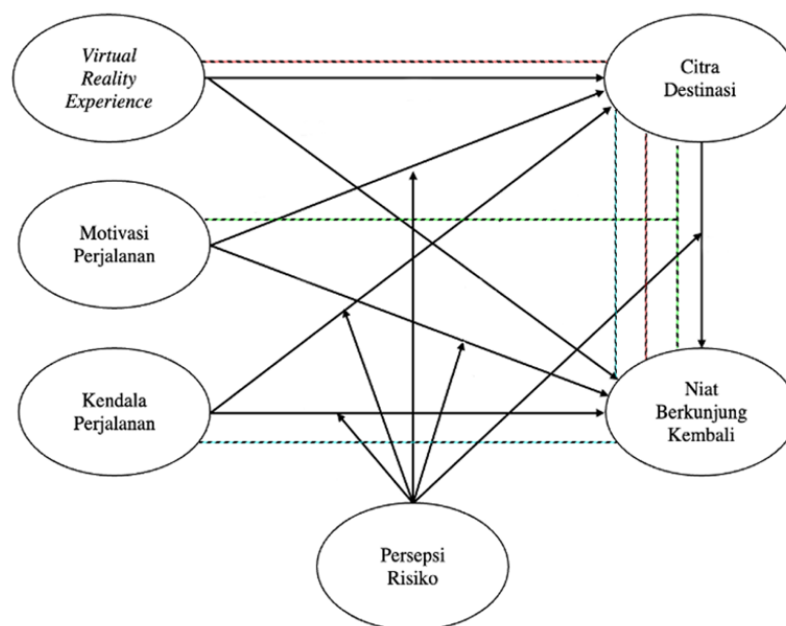 Virtual
Reality
Experience
Citra
Destinasi
Motivasi
Perjalanan
Kendala
Perjalanan
Niat
Berkunjung
Kembali
Persepsi
Risiko